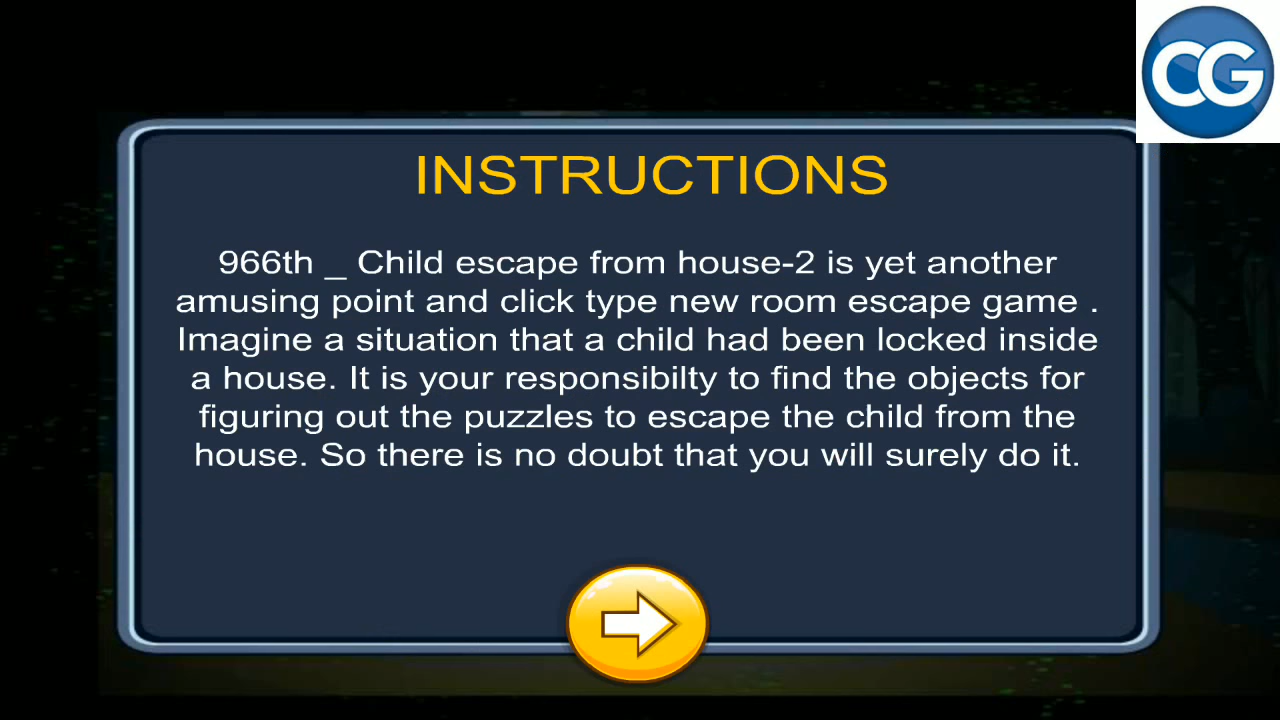 CG
INSTRUCTIONS
966th _ Child escape from house-2 is yet another
amusing point and click type new room escape game .
Imagine a situation that a child had been locked inside
a house. It is your responsibilty to find the objects for
figuring out the puzzles to escape the child from the
house. So there is no doubt that you will surely do it.